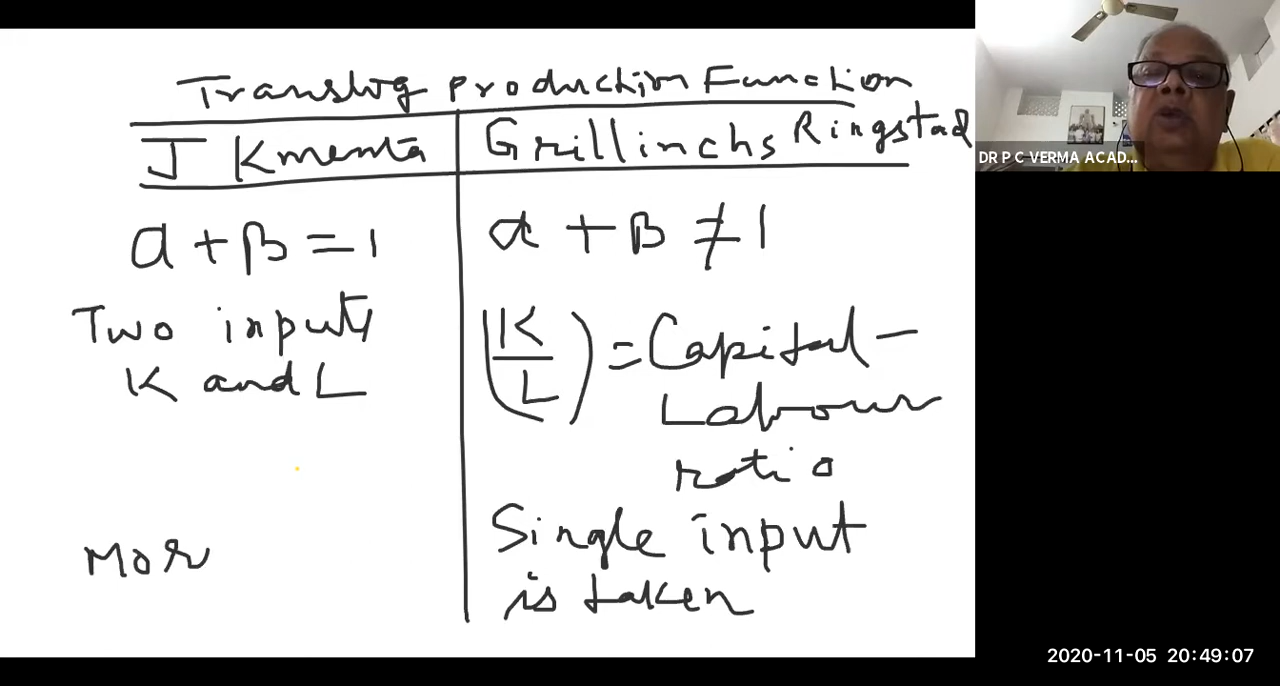 Translog production Function
J Kmenta
Grillinchs Ringstad
α + β = 1
α + β ≠ 1
Two inputs
K and L
(K/L) = Capital-
Labour
ratio
Single input
is taken
Mor
DR P C VERMA ACAD...
2020-11-05 20:49:07